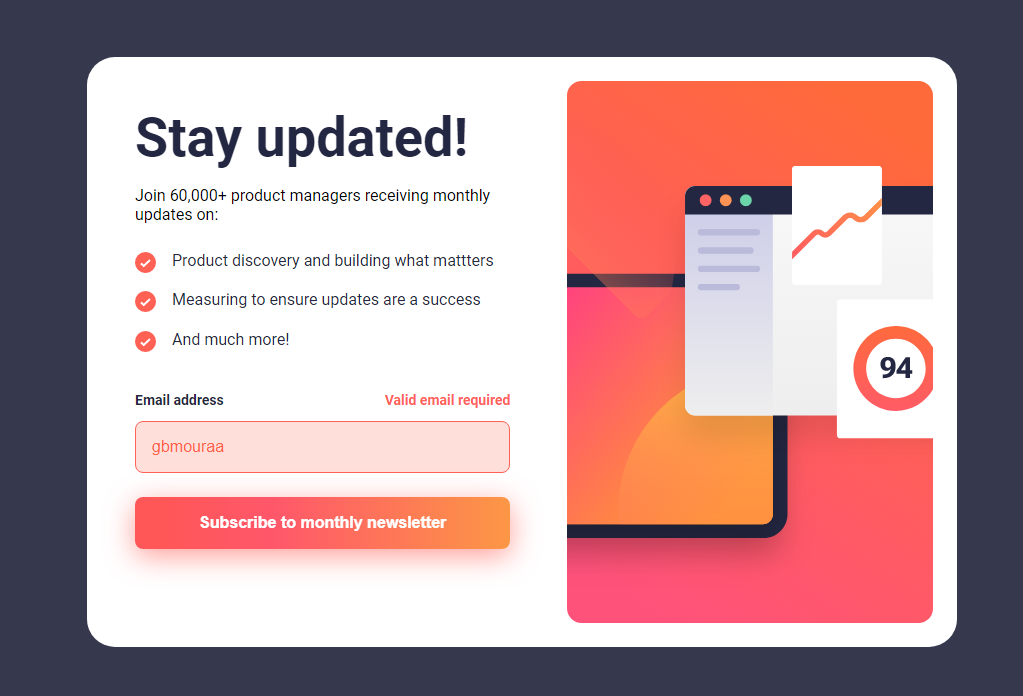 Stay updated!
Join 60,000+ product managers receiving monthly
updates on:
Product discovery and building what mattters
Measuring to ensure updates are a success
And much more!
Email address
Valid email required
gbmouraa
Subscribe to monthly newsletter
94